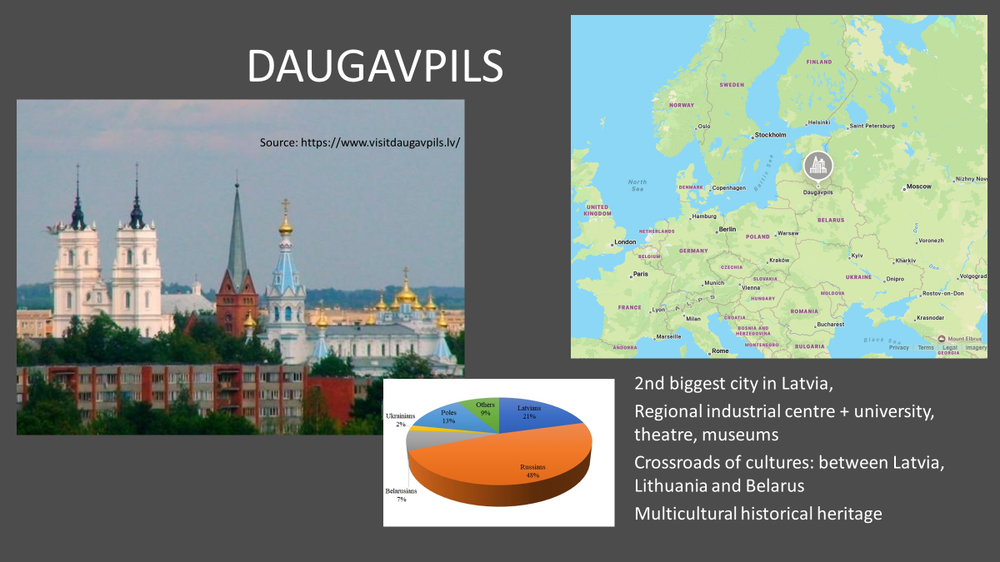 DAUGAVPILS
Source: https://www.visitdaugavpils.lv/
FINLAND
SWEDEN
NORWAY
Oslo
Helsinki
Saint Petersburg
Stockholm
Baltic Sea
North
Sea
DENMARK
Copenhagen
Daugavpils
Moscow
Nizhny Nov
UNITED
KINGDOM
Hamburg
BELARUS
NETHERLANDS
Berlin
POLAND
Warsaw
Don
London
Voronezh
BELGIUM
GERMANY
Kraków
Kyiv
Kharkiv
CZECHIA
Don
Paris
UKRAINE
Dnipro
Volgograd
SLOVAKIA
Munich
Vienna
MOLDOVA
Rostov-on-Don
ALPS
HUNGARY
FRANCE
Lyon
ROMANIA
Milan
CROATIA
Krasnodar
Bucharest
BOSNIA AND
HERZEGOVINA
Marseille
Black Sea
Mount Elbrus
ANDORRA
MONTENEGRO
BULGARIA
Privacy
Terms
Legal
Imagery
Rome
GEORGIA
2nd biggest city in Latvia,
Regional industrial centre + university,
theatre, museums
Crossroads of cultures: between Latvia,
Lithuania and Belarus
Multicultural historical heritage
Ukrainians
2%
Poles
13%
Others
9%
Latvians
21%
Russians
48%
Belarusians
7%